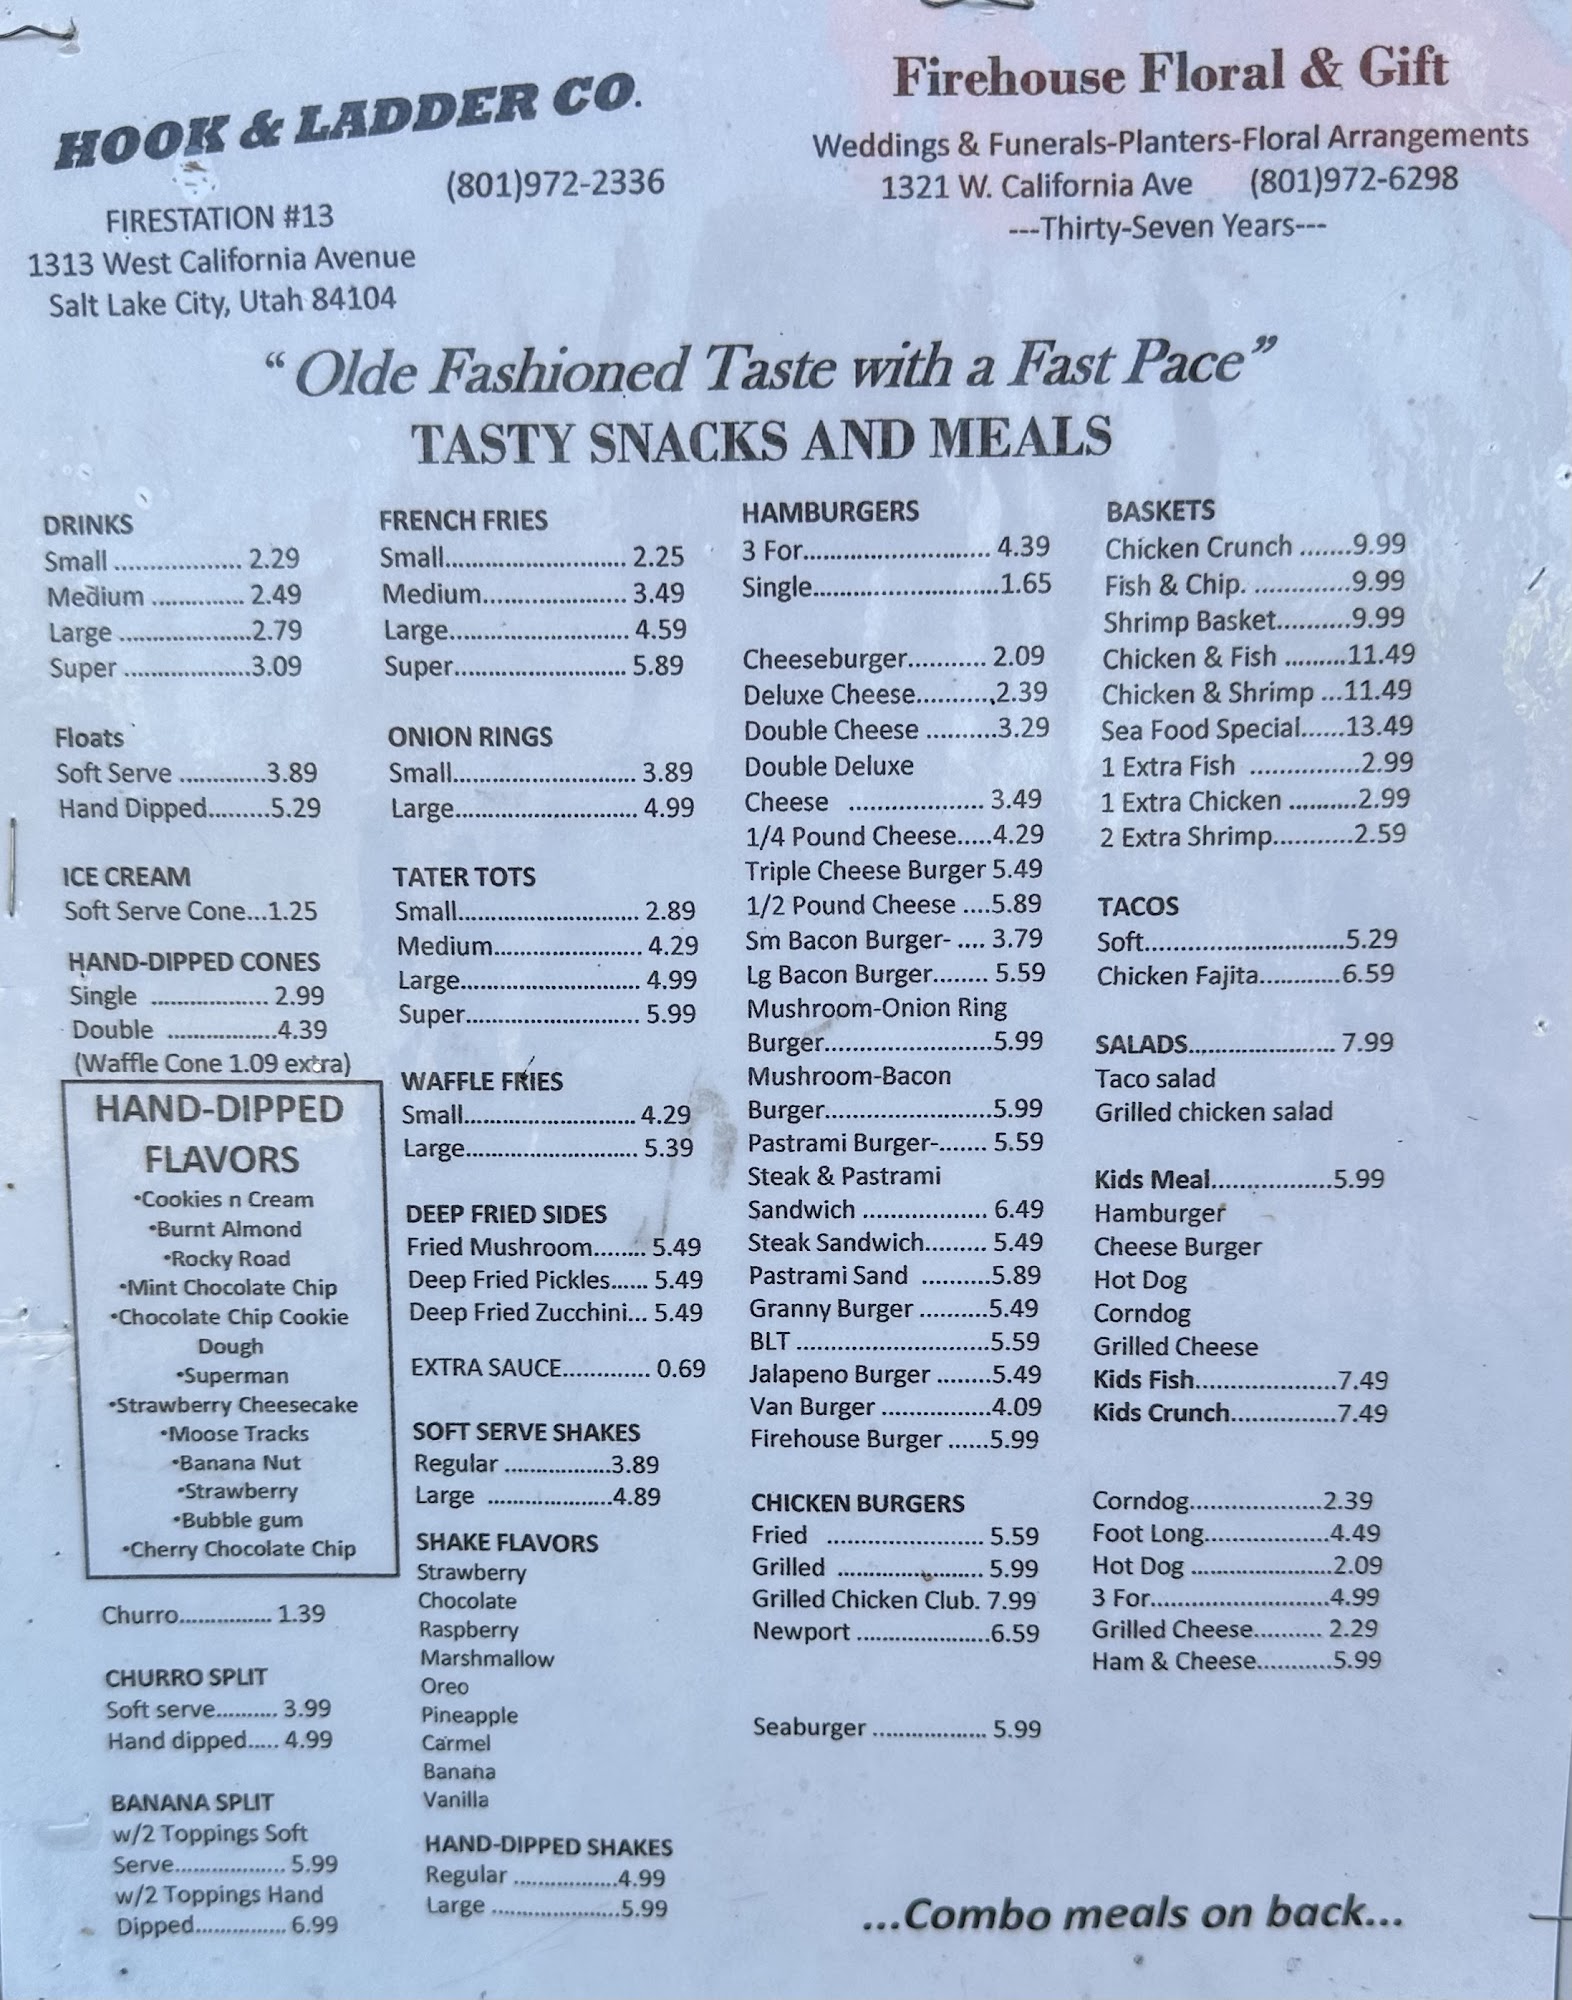 HOOK & LADDER CO.
(801)972-2336
FIRESTATION #13
1313 West California Avenue
Salt Lake City, Utah 84104
Firehouse Floral & Gift
Weddings & Funerals-Planters-Floral Arrangements
1321 W. California Ave (801)972-6298
---Thirty-Seven Years---
“Olde Fashioned Taste with a Fast Pace”
TASTY SNACKS AND MEALS
DRINKS
Small .................. 2.29
Medium ............. 2.49
Large ...................2.79
Super ..................3.09
Floats
Soft Serve .............3.89
Hand Dipped.........5.29
ICE CREAM
Soft Serve Cone...1.25
HAND-DIPPED CONES
Single .................. 2.99
Double .................4.39
(Waffle Cone 1.09 extra)
HAND-DIPPED
FLAVORS
•Cookies n Cream
•Burnt Almond
•Rocky Road
•Mint Chocolate Chip
•Chocolate Chip Cookie
Dough
•Superman
•Strawberry Cheesecake
•Moose Tracks
•Banana Nut
•Strawberry
•Bubble gum
•Cherry Chocolate Chip
Churro............... 1.39
CHURRO SPLIT
Soft serve.......... 3.99
Hand dipped..... 4.99
BANANA SPLIT
w/2 Toppings Soft
Serve.................. 5.99
w/2 Toppings Hand
Dipped............... 6.99
FRENCH FRIES
Small.......................... 2.25
Medium..................... 3.49
Large.......................... 4.59
Super......................... 5.89
ONION RINGS
Small.......................... 3.89
Large.......................... 4.99
TATER TOTS
Small.......................... 2.89
Medium..................... 4.29
Large.......................... 4.99
Super......................... 5.99
WAFFLE FRIES
Small......................... 4.29
Large......................... 5.39
DEEP FRIED SIDES
Fried Mushroom........ 5.49
Deep Fried Pickles...... 5.49
Deep Fried Zucchini... 5.49
EXTRA SAUCE............. 0.69
SOFT SERVE SHAKES
Regular .................3.89
Large ....................4.89
SHAKE FLAVORS
Strawberry
Chocolate
Raspberry
Marshmallow
Oreo
Pineapple
Carmel
Banana
Vanilla
HAND-DIPPED SHAKES
Regular .................4.99
Large .....................5.99
HAMBURGERS
3 For........................... 4.39
Single...........................1.65
Cheeseburger........... 2.09
Deluxe Cheese..........,2.39
Double Cheese ..........3.29
Double Deluxe
Cheese .................... 3.49
1/4 Pound Cheese.....4.29
Triple Cheese Burger 5.49
1/2 Pound Cheese ....5.89
Sm Bacon Burger- .... 3.79
Lg Bacon Burger........ 5.59
Mushroom-Onion Ring
Burger.........................5.99
Mushroom-Bacon
Burger.........................5.99
Pastrami Burger-....... 5.59
Steak & Pastrami
Sandwich ................... 6.49
Steak Sandwich......... 5.49
Pastrami Sand ..........5.89
Granny Burger ..........5.49
BLT .............................5.59
Jalapeno Burger ........5.49
Van Burger ................4.09
Firehouse Burger ......5.99
CHICKEN BURGERS
Fried ....................... 5.59
Grilled ...................... 5.99
Grilled Chicken Club. 7.99
Newport ....................6.59
Seaburger ................. 5.99
BASKETS
Chicken Crunch .......9.99
Fish & Chip. .............9.99
Shrimp Basket..........9.99
Chicken & Fish .........11.49
Chicken & Shrimp ...11.49
Sea Food Special......13.49
1 Extra Fish ...............2.99
1 Extra Chicken ..........2.99
2 Extra Shrimp...........2.59
TACOS
Soft.............................5.29
Chicken Fajita............6.59
SALADS...................... 7.99
Taco salad
Grilled chicken salad
Kids Meal..................5.99
Hamburger
Cheese Burger
Hot Dog
Corndog
Grilled Cheese
Kids Fish.....................7.49
Kids Crunch................7.49
Corndog....................2.39
Foot Long...................4.49
Hot Dog .....................2.09
3 For...........................4.99
Grilled Cheese.......... 2.29
Ham & Cheese...........5.99
...Combo meals on back...